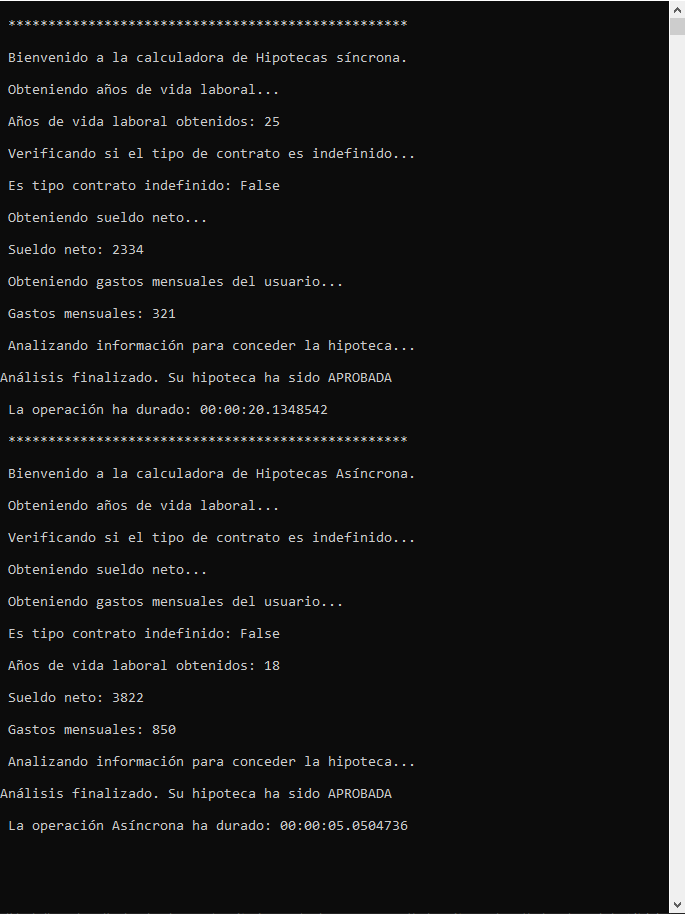 **************************************************
Bienvenido a la calculadora de Hipotecas síncrona.
Obteniendo años de vida laboral...
Años de vida laboral obtenidos: 25
Verificando si el tipo de contrato es indefinido...
Es tipo contrato indefinido: False
Obteniendo sueldo neto...
Sueldo neto: 2334
Obteniendo gastos mensuales del usuario...
Gastos mensuales: 321
Analizando información para conceder la hipoteca...
Análisis finalizado. Su hipoteca ha sido APROBADA
La operación ha durado: 00:00:20.1348542
**************************************************
Bienvenido a la calculadora de Hipotecas Asíncrona.
Obteniendo años de vida laboral...
Verificando si el tipo de contrato es indefinido...
Obteniendo sueldo neto...
Obteniendo gastos mensuales del usuario...
Es tipo contrato indefinido: False
Años de vida laboral obtenidos: 18
Sueldo neto: 3822
Gastos mensuales: 850
Analizando información para conceder la hipoteca...
Análisis finalizado. Su hipoteca ha sido APROBADA
La operación Asíncrona ha durado: 00:00:05.0504736